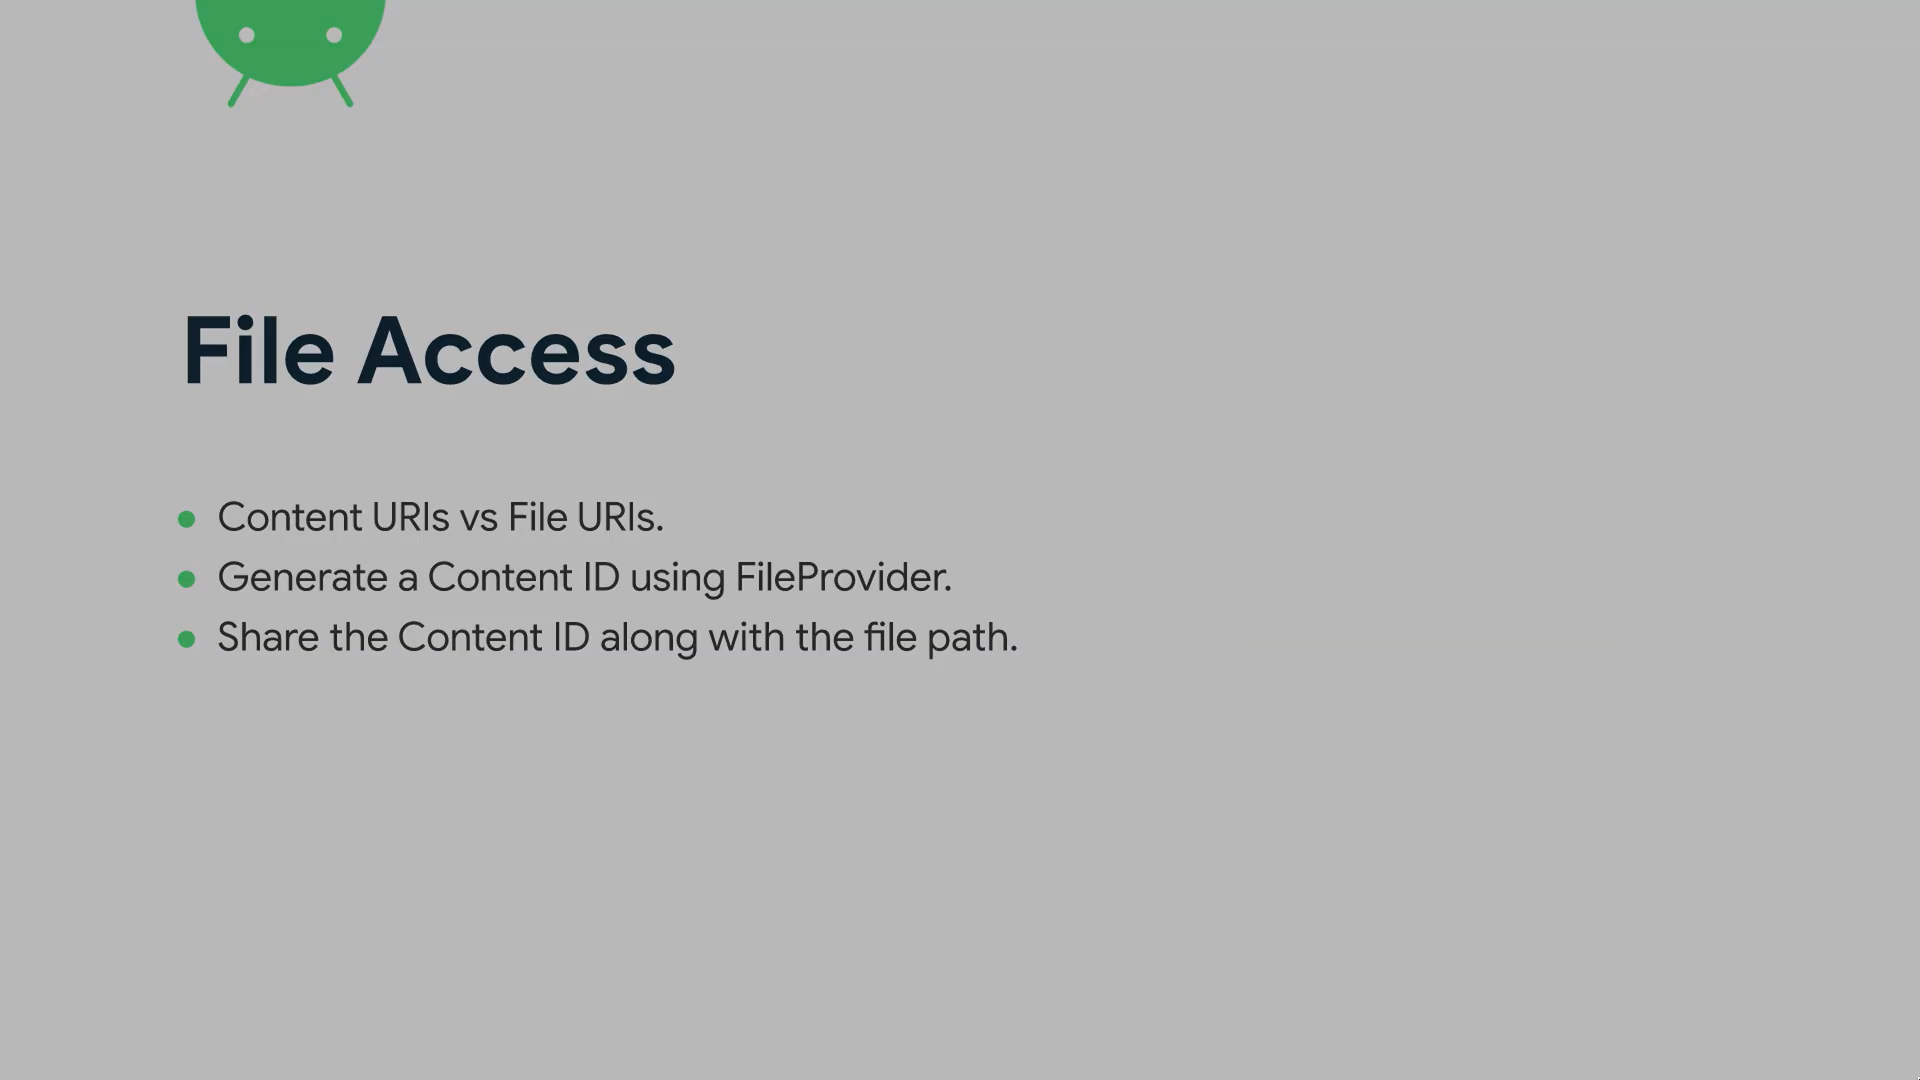 File Access
Content URIs vs File URIs.
Generate a Content ID using FileProvider.
Share the Content ID along with the file path.